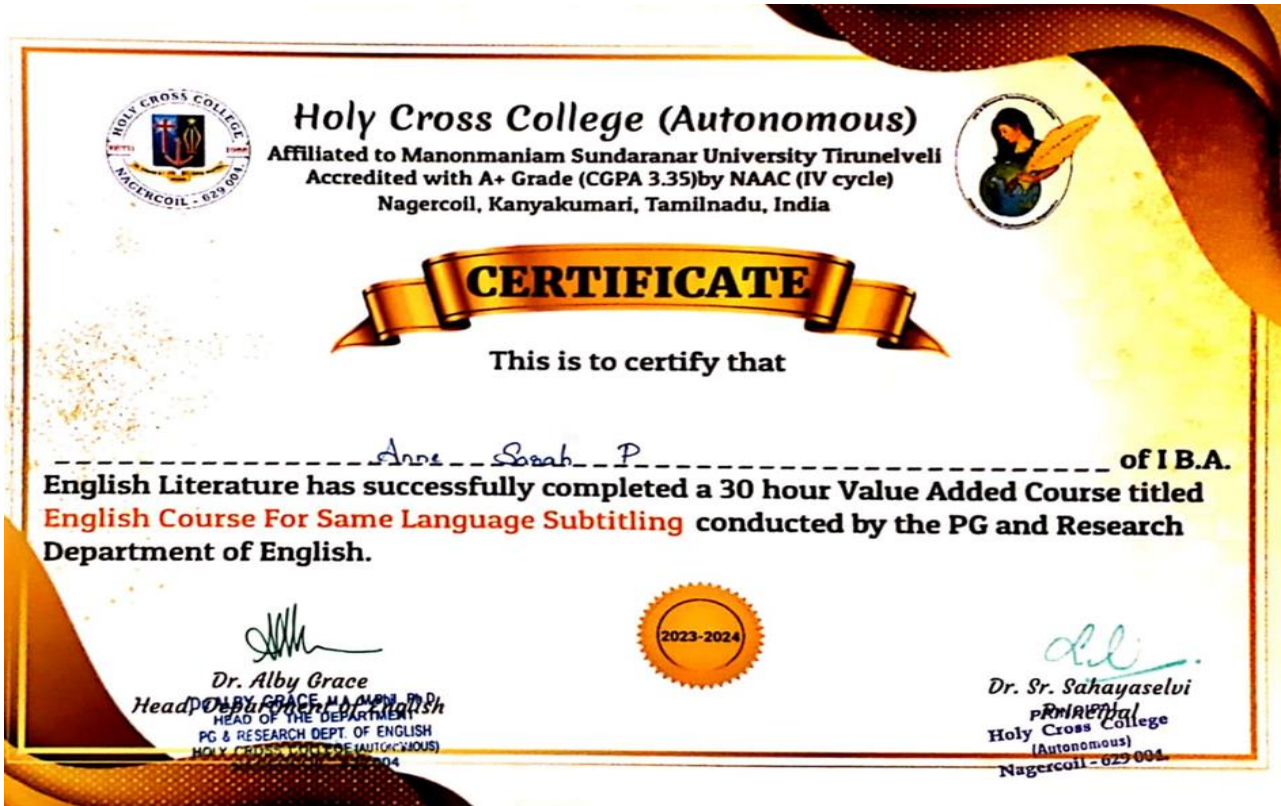 HOLY CROSS COLLEGE
NAGERCOIL - 629 004.
Holy Cross College (Autonomous)
Affiliated to Manonmaniam Sundaranar University Tirunelveli
Accredited with A+ Grade (CGPA 3.35)by NAAC (IV cycle)
Nagercoil, Kanyakumari, Tamilnadu, India
CERTIFICATE
This is to certify that
Anne Sarah P of I B.A.
English Literature has successfully completed a 30 hour Value Added Course titled
English Course For Same Language Subtitling conducted by the PG and Research
Department of English.
2023-2024
Dr. Alby Grace
Head, Department of English
HEAD OF THE DEPARTMENT
PG & RESEARCH DEPT. OF ENGLISH
HOLY CROSS COLLEGE (AUTONOMOUS)
Dr. Sr. Sahayaselvi
Principal
Holy Cross College
(Autonomous)
Nagercoil - 629 004.